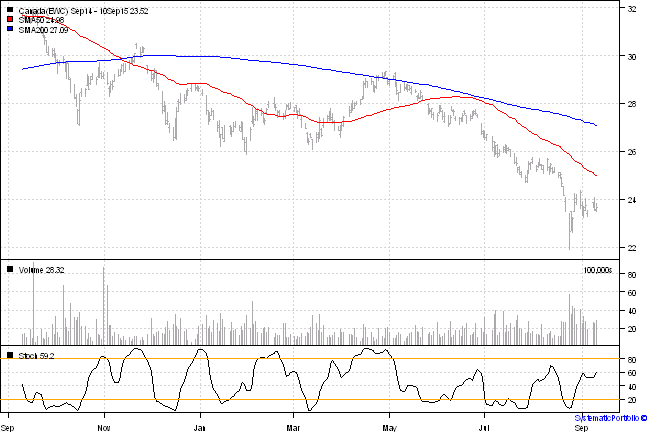 Canada(EWC) Sep14 - 10Sep15 23.52
SMA50 24.98
SMA200 27.09
32
30
28
26
24
22
Volume 28.32
100,000s
80
60
40
20
Stoch 59.2
80
60
40
20
Sep
Nov
Jan
Mar
May
Jul
Sep
SystematicPortfolio ©